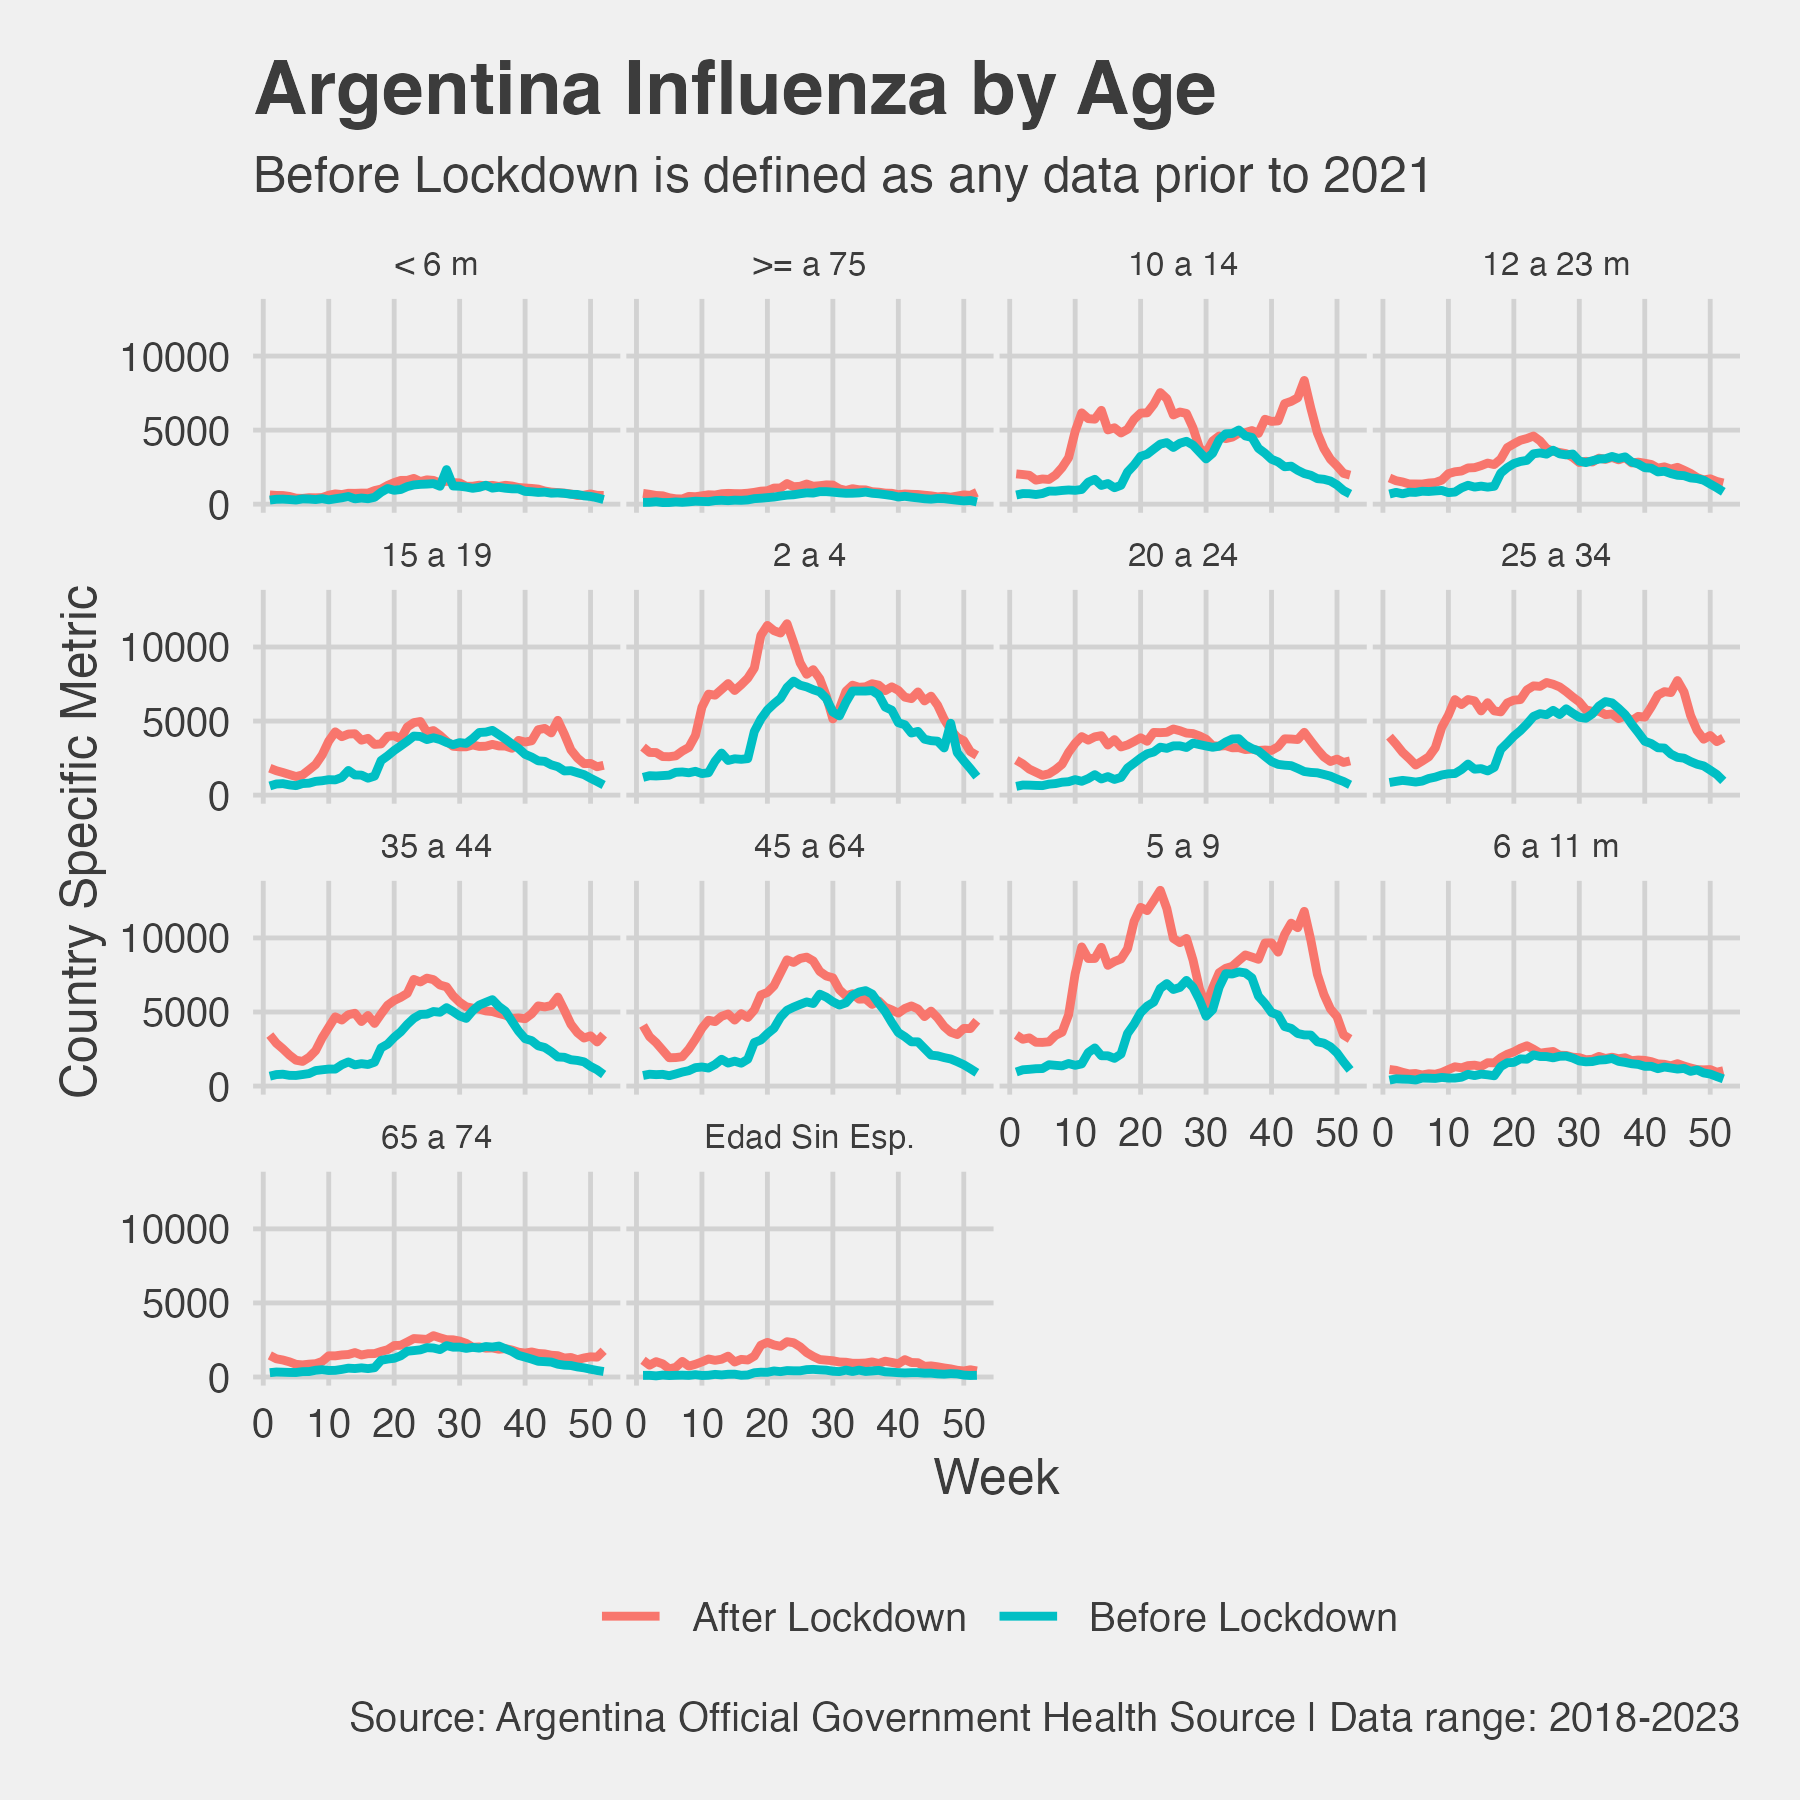 Argentina Influenza by Age
Before Lockdown is defined as any data prior to 2021
< 6 m
>= a 75
10 a 14
12 a 23 m
10000
5000
0
15 a 19
2 a 4
20 a 24
25 a 34
10000
5000
0
35 a 44
45 a 64
5 a 9
6 a 11 m
10000
5000
0
0 10 20 30 40 50
0 10 20 30 40 50
65 a 74
Edad Sin Esp.
10000
5000
0
0 10 20 30 40 50
0 10 20 30 40 50
Country Specific Metric
Week
After Lockdown
Before Lockdown
Source: Argentina Official Government Health Source | Data range: 2018-2023